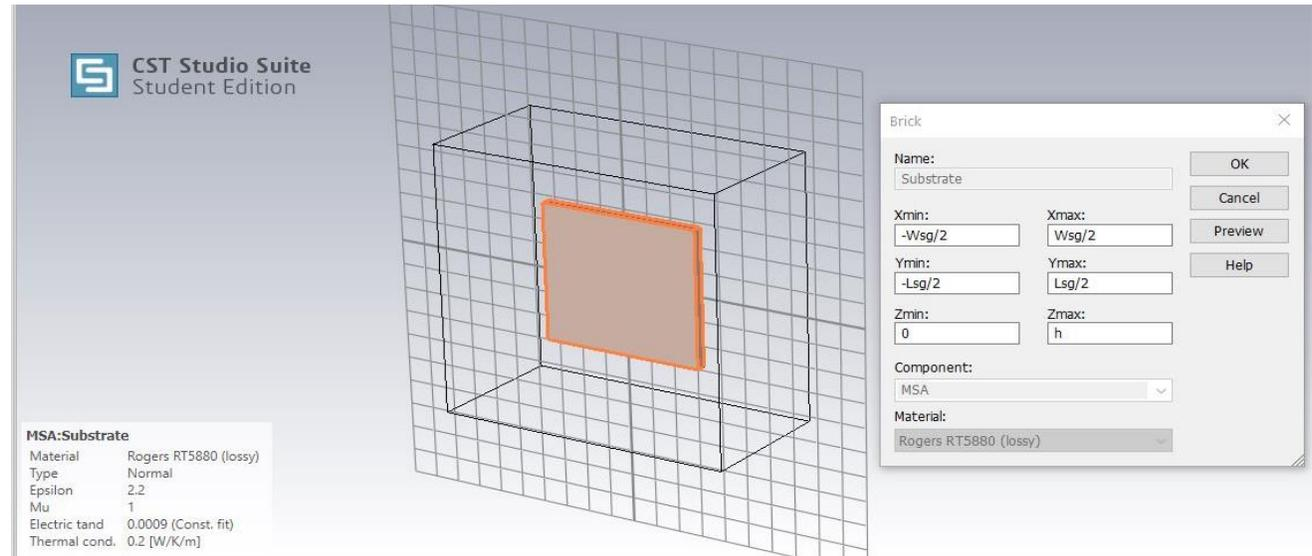 CST Studio Suite
Student Edition
Brick
Name:
Substrate
OK
Cancel
Xmin:
Xmax:
Preview
-Wsg/2
Wsg/2
Ymin:
Ymax:
Help
-Lsg/2
Lsg/2
Zmin:
Zmax:
0
h
Component:
MSA
Material:
Rogers RT5880 (lossy)
MSA:Substrate
Material Rogers RT5880 (lossy)
Type Normal
Epsilon 2.2
Mu 1
Electric tand 0.0009 (Const. fit)
Thermal cond. 0.2 [W/K/m]